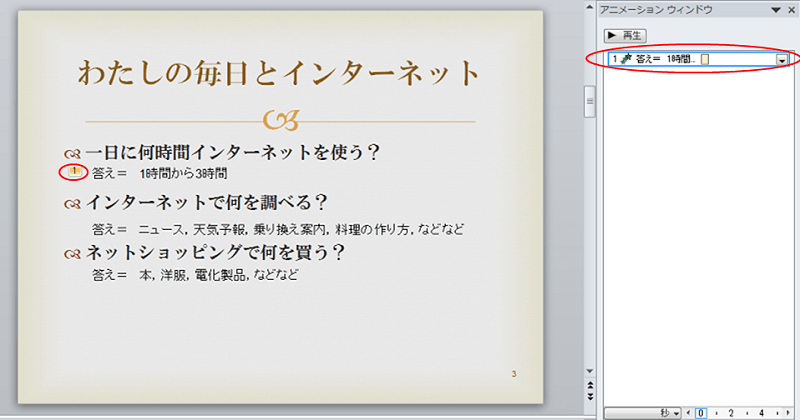 アニメーション ウィンドウ
再生
1 答え＝ 1時間...
わたしの毎日とインターネット
一日に何時間インターネットを使う？
1 答え＝ 1時間から3時間
インターネットで何を調べる？
答え＝ ニュース, 天気予報, 乗り換え案内, 料理の作り方, などなど
ネットショッピングで何を買う？
答え＝ 本, 洋服, 電化製品, などなど
3
秒 0 2 4